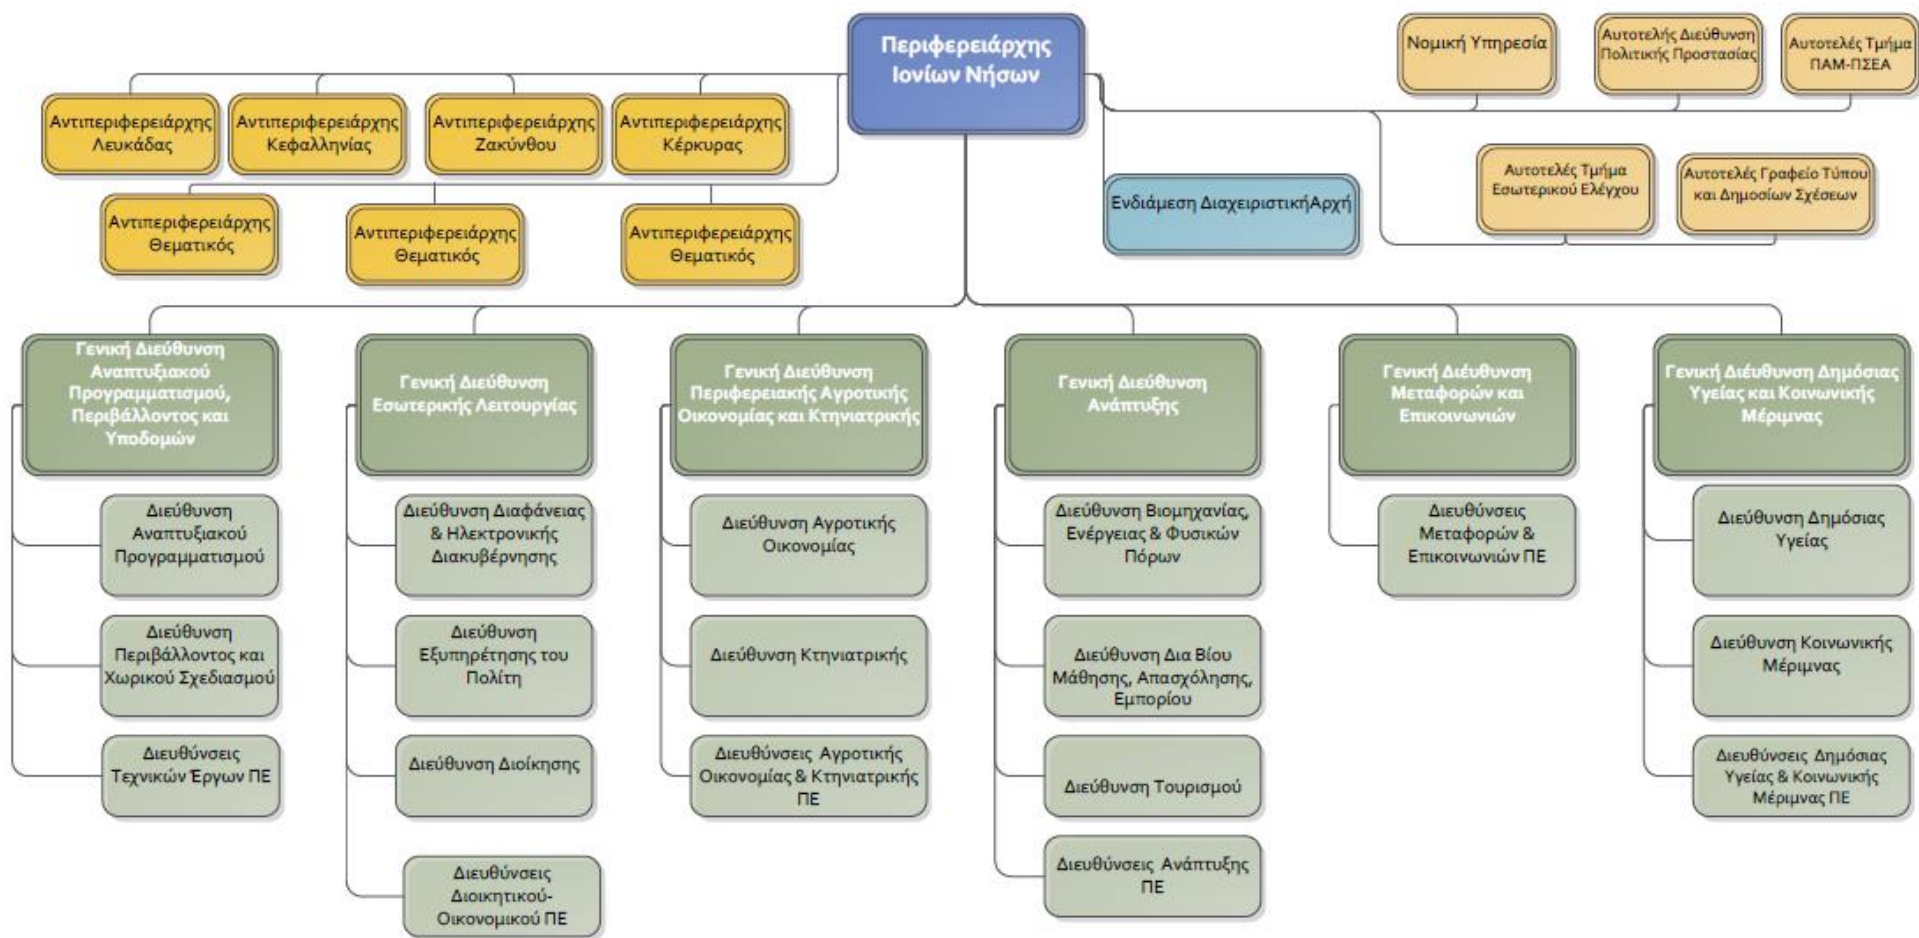 Περιφερειάρχης
Ιονίων Νήσων
Νομική Υπηρεσία
Αυτοτελής Διεύθυνση
Πολιτικής Προστασίας
Αυτοτελές Τμήμα
ΠΑΜ-ΠΣΕΑ
Αντιπεριφερειάρχης
Λευκάδας
Αντιπεριφερειάρχης
Κεφαλληνίας
Αντιπεριφερειάρχης
Ζακύνθου
Αντιπεριφερειάρχης
Κέρκυρας
Αυτοτελές Τμήμα
Εσωτερικού Ελέγχου
Αυτοτελές Γραφείο Τύπου
και Δημοσίων Σχέσεων
Ενδιάμεση ΔιαχειριστικήΑρχή
Αντιπεριφερειάρχης
Θεματικός
Αντιπεριφερειάρχης
Θεματικός
Αντιπεριφερειάρχης
Θεματικός
Γενική Διεύθυνση
Αναπτυξιακού
Προγραμματισμού,
Περιβάλλοντος και
Υποδομών
Διεύθυνση
Αναπτυξιακού
Προγραμματισμού
Διεύθυνση
Περιβάλλοντος και
Χωρικού Σχεδιασμού
Διευθύνσεις
Τεχνικών Έργων ΠΕ
Γενική Διεύθυνση
Εσωτερικής Λειτουργίας
Διεύθυνση Διαφάνειας
& Ηλεκτρονικής
Διακυβέρνησης
Διεύθυνση
Εξυπηρέτησης του
Πολίτη
Διεύθυνση Διοίκησης
Διευθύνσεις
Διοικητικού-
Οικονομικού ΠΕ
Γενική Διεύθυνση
Περιφερειακής Αγροτικής
Οικονομίας και Κτηνιατρικής
Διεύθυνση Αγροτικής
Οικονομίας
Διεύθυνση Κτηνιατρικής
Διευθύνσεις Αγροτικής
Οικονομίας & Κτηνιατρικής
ΠΕ
Γενική Διεύθυνση
Ανάπτυξης
Διεύθυνση Βιομηχανίας,
Ενέργειας & Φυσικών
Πόρων
Διεύθυνση Δια Βίου
Μάθησης, Απασχόλησης,
Εμπορίου
Διεύθυνση Τουρισμού
Διευθύνσεις Ανάπτυξης
ΠΕ
Γενική Διέυθυνση
Μεταφορών και
Επικοινωνιών
Διευθύνσεις
Μεταφορών &
Επικοινωνιών ΠΕ
Γενική Διέυθυνση Δημόσιας
Υγείας και Κοινωνικής
Μέριμνας
Διεύθυνση Δημόσιας
Υγείας
Διεύθυνση Κοινωνικής
Μέριμνας
Διευθύνσεις Δημόσιας
Υγείας & Κοινωνικής
Μέριμνας ΠΕ